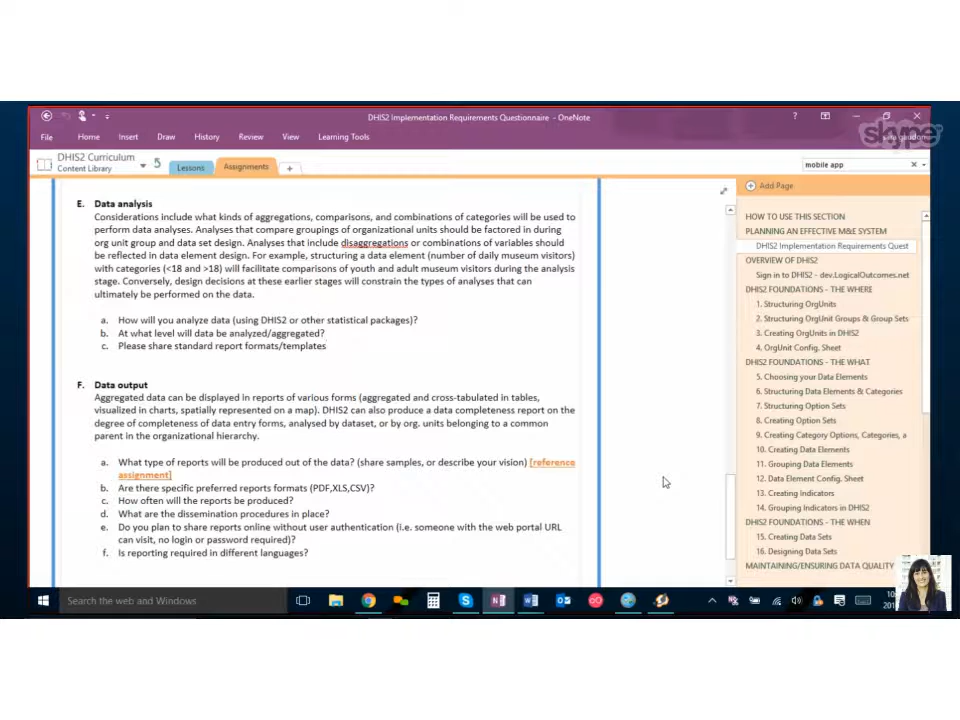 DHIS2 Implementation Requirements Questionnaire - OneNote
?
skype
File Home Insert Draw History Review View Learning Tools
DHIS2 Curriculum
Content Library
Lessons
Assignments
mobile app
E. Data analysis
Considerations include what kinds of aggregations, comparisons, and combinations of categories will be used to
perform data analyses. Analyses that compare groupings of organizational units should be factored in during
org unit group and data set design. Analyses that include disaggregations or combinations of variables should
be reflected in data element design. For example, structuring a data element (number of daily museum visitors)
with categories (<18 and >18) will facilitate comparisons of youth and adult museum visitors during the analysis
stage. Conversely, design decisions at these earlier stages will constrain the types of analyses that can
ultimately be performed on the data.
a. How will you analyze data (using DHIS2 or other statistical packages)?
b. At what level will data be analyzed/aggregated?
c. Please share standard report formats/templates
F. Data output
Aggregated data can be displayed in reports of various forms (aggregated and cross-tabulated in tables,
visualized in charts, spatially represented on a map). DHIS2 can also produce a data completeness report on the
degree of completeness of data entry forms, analysed by dataset, or by org. units belonging to a common
parent in the organizational hierarchy.
a. What type of reports will be produced out of the data? (share samples, or describe your vision) [reference
assignment]
b. Are there specific preferred reports formats (PDF,XLS,CSV)?
c. How often will the reports be produced?
d. What are the dissemination procedures in place?
e. Do you plan to share reports online without user authentication (i.e. someone with the web portal URL
can visit, no login or password required)?
f. Is reporting required in different languages?
Add Page
HOW TO USE THIS SECTION
PLANNING AN EFFECTIVE M&E SYSTEM
DHIS2 Implementation Requirements Quest
OVERVIEW OF DHIS2
Sign in to DHIS2 - dev.LogicalOutcomes.net
DHIS2 FOUNDATIONS - THE WHERE
1. Structuring OrgUnits
2. Structuring OrgUnit Groups & Group Sets
3. Creating OrgUnits in DHIS2
4. OrgUnit Config. Sheet
DHIS2 FOUNDATIONS - THE WHAT
5. Choosing your Data Elements
6. Structuring Data Elements & Categories
7. Structuring Option Sets
8. Creating Option Sets
9. Creating Category Options, Categories, a
10. Creating Data Elements
11. Grouping Data Elements
12. Data Element Config. Sheet
13. Creating Indicators
14. Grouping Indicators in DHIS2
DHIS2 FOUNDATIONS - THE WHEN
15. Creating Data Sets
16. Designing Data Sets
MAINTAINING/ENSURING DATA QUALITY
Search the web and Windows